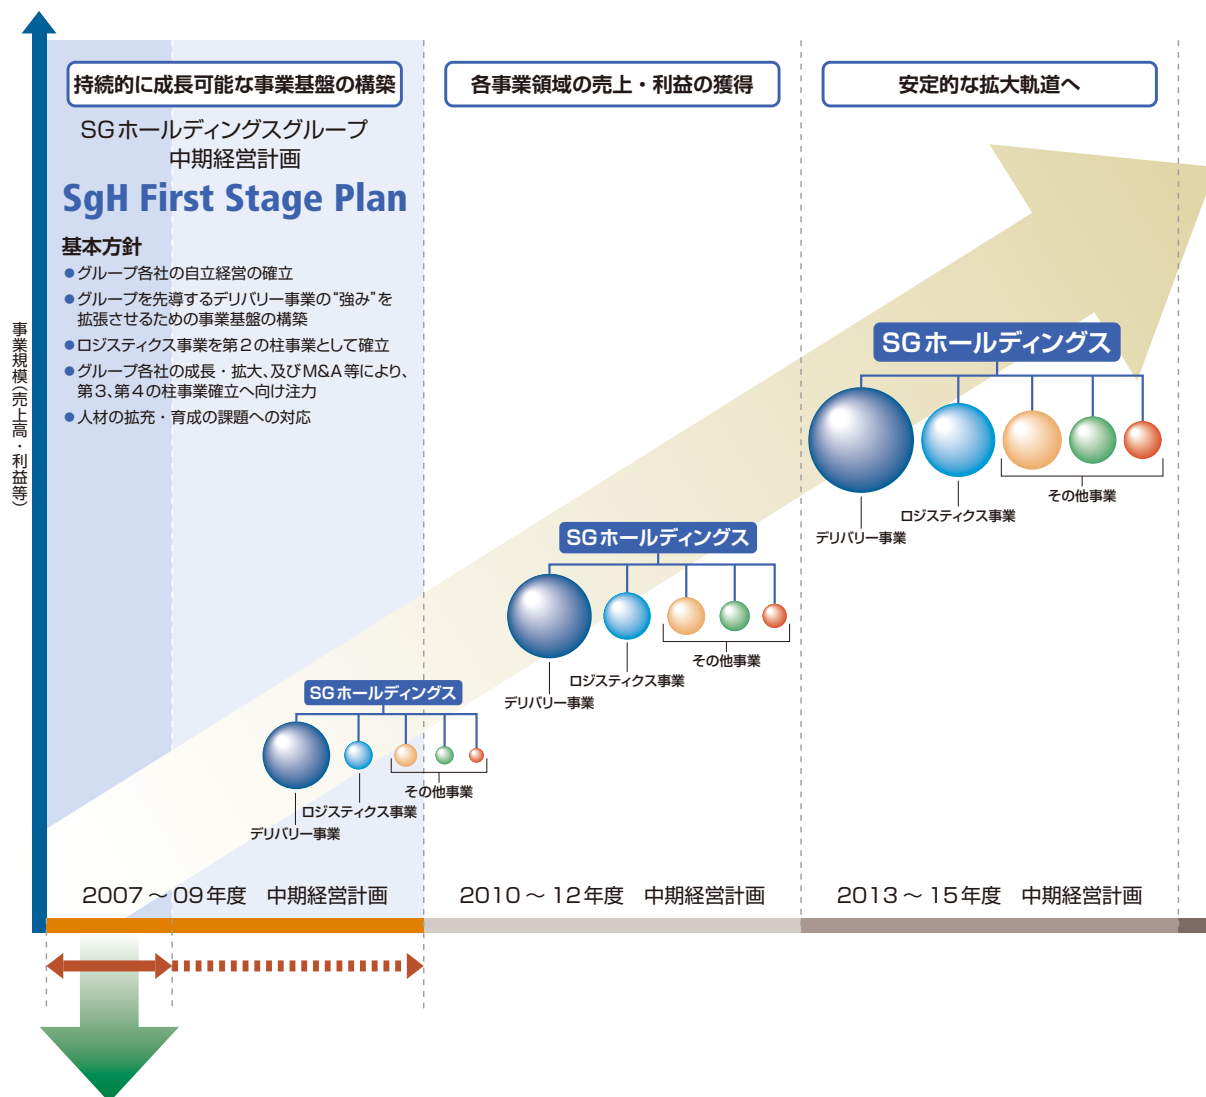 持続的に成長可能な事業基盤の構築
SGホールディングスグループ
中期経営計画
SgH First Stage Plan
基本方針
●グループ各社の自立経営の確立
●グループを先導するデリバリー事業の“強み”を
拡張させるための事業基盤の構築
●ロジスティクス事業を第2の柱事業として確立
●グループ各社の成長・拡大、及びM&A等により、
第3、第4の柱事業確立へ向け注力
●人材の拡充・育成の課題への対応
各事業領域の売上・利益の獲得
安定的な拡大軌道へ
事業規模(売上高・利益等)
SGホールディングス
デリバリー事業
ロジスティクス事業
その他事業
SGホールディングス
デリバリー事業
ロジスティクス事業
その他事業
SGホールディングス
デリバリー事業
ロジスティクス事業
その他事業
2007～09年度　中期経営計画
2010～12年度　中期経営計画
2013～15年度　中期経営計画